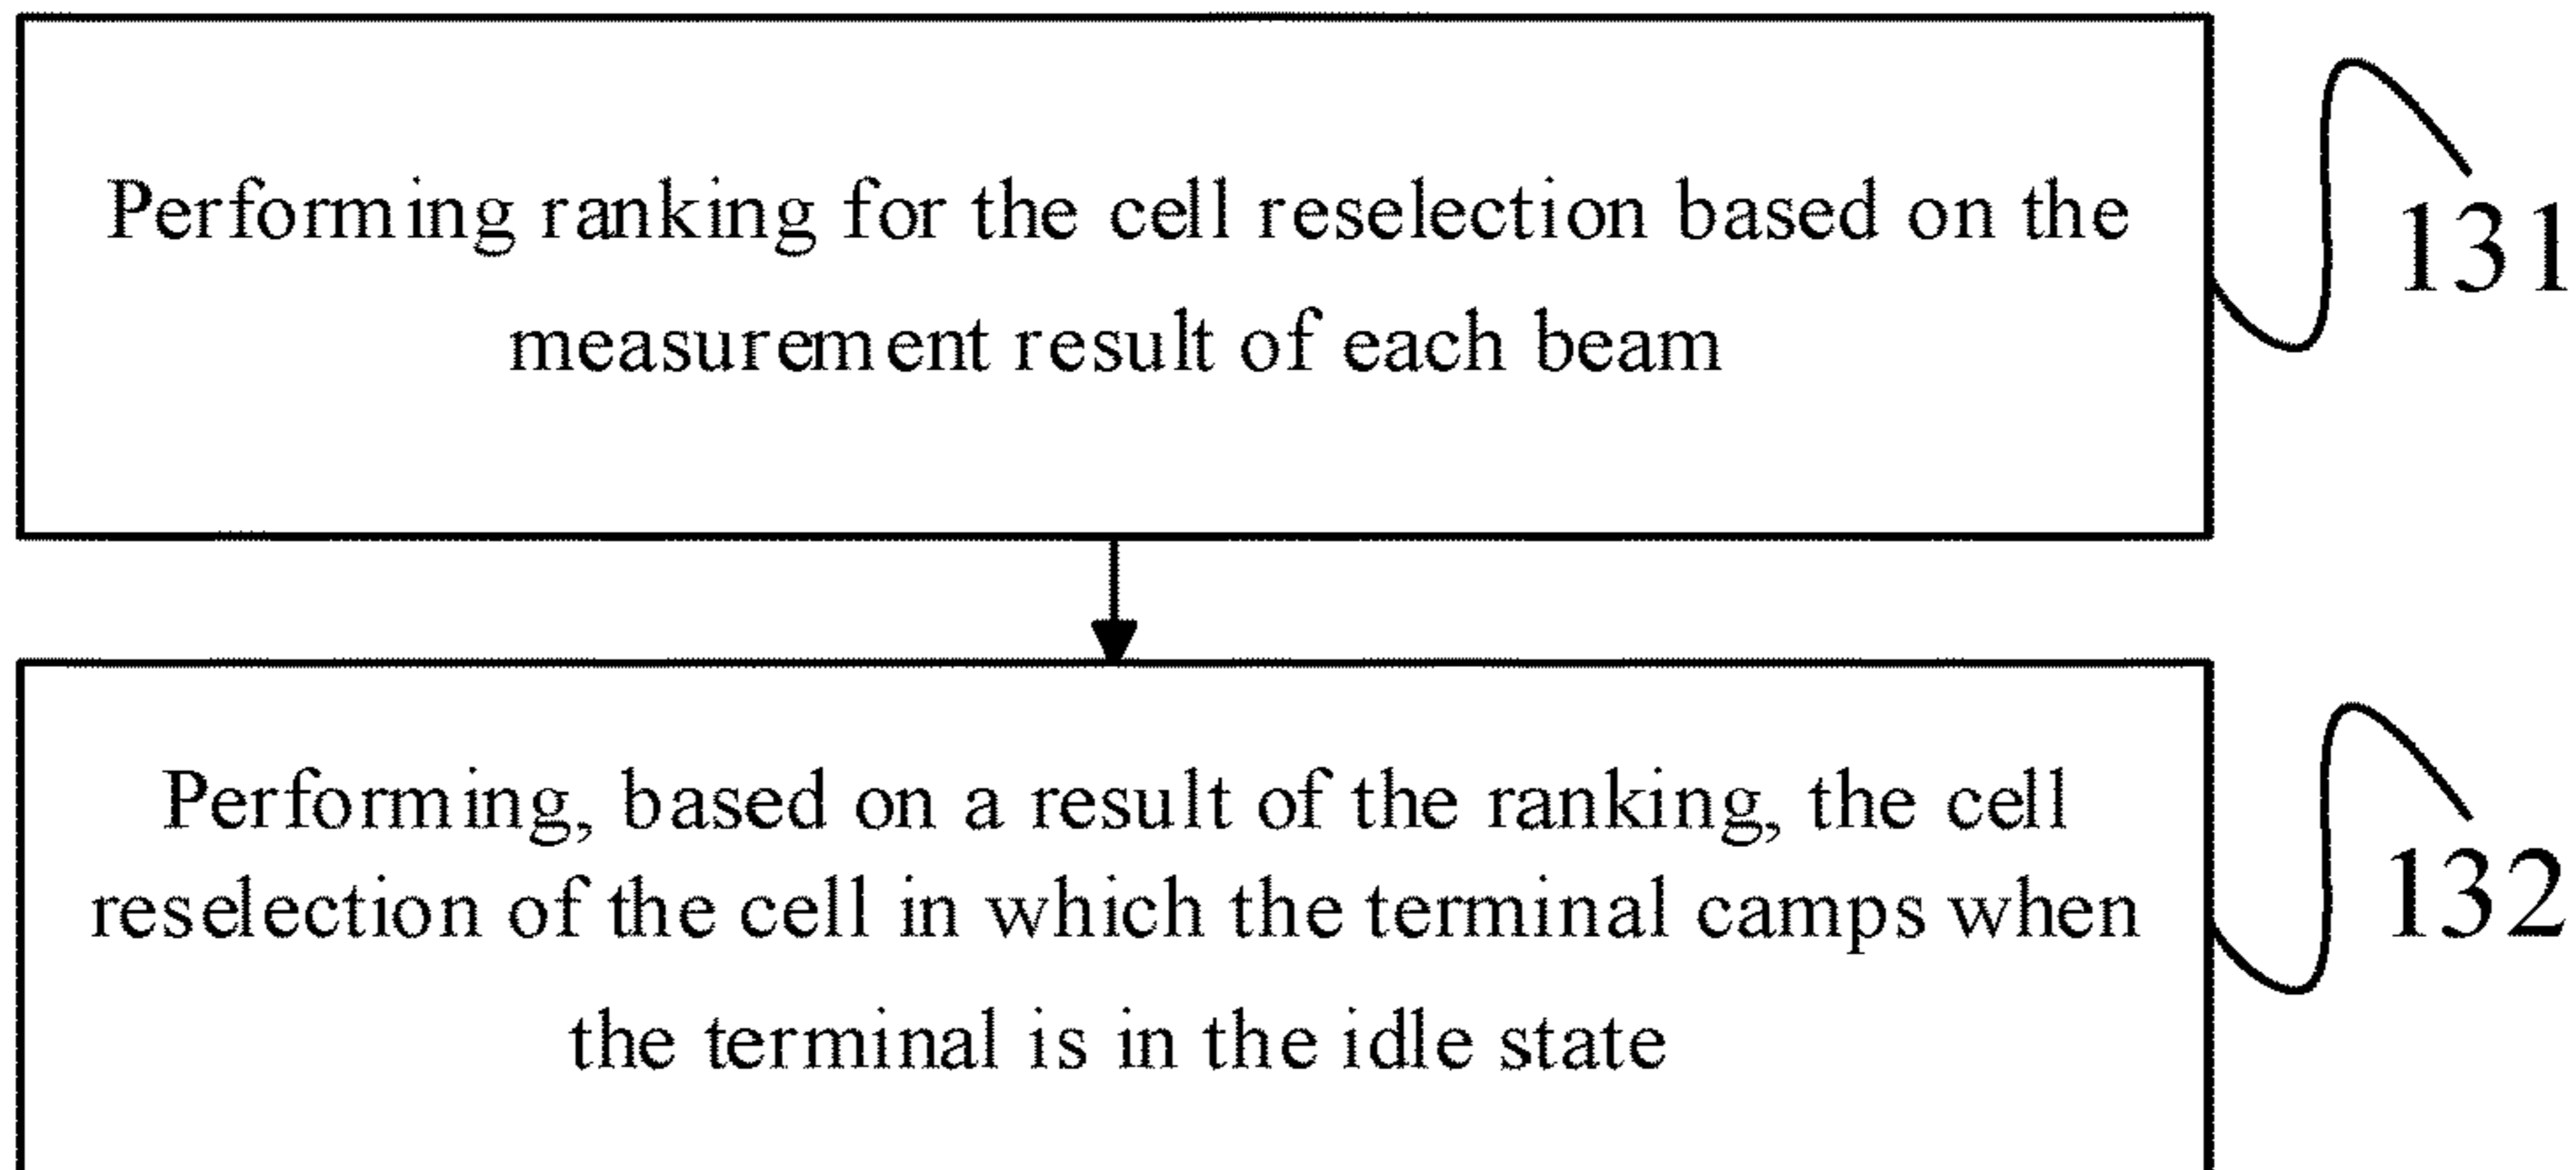 Performing ranking for the cell reselection based on the
measurement result of each beam
131
Performing, based on a result of the ranking, the cell
reselection of the cell in which the terminal camps when
the terminal is in the idle state
132